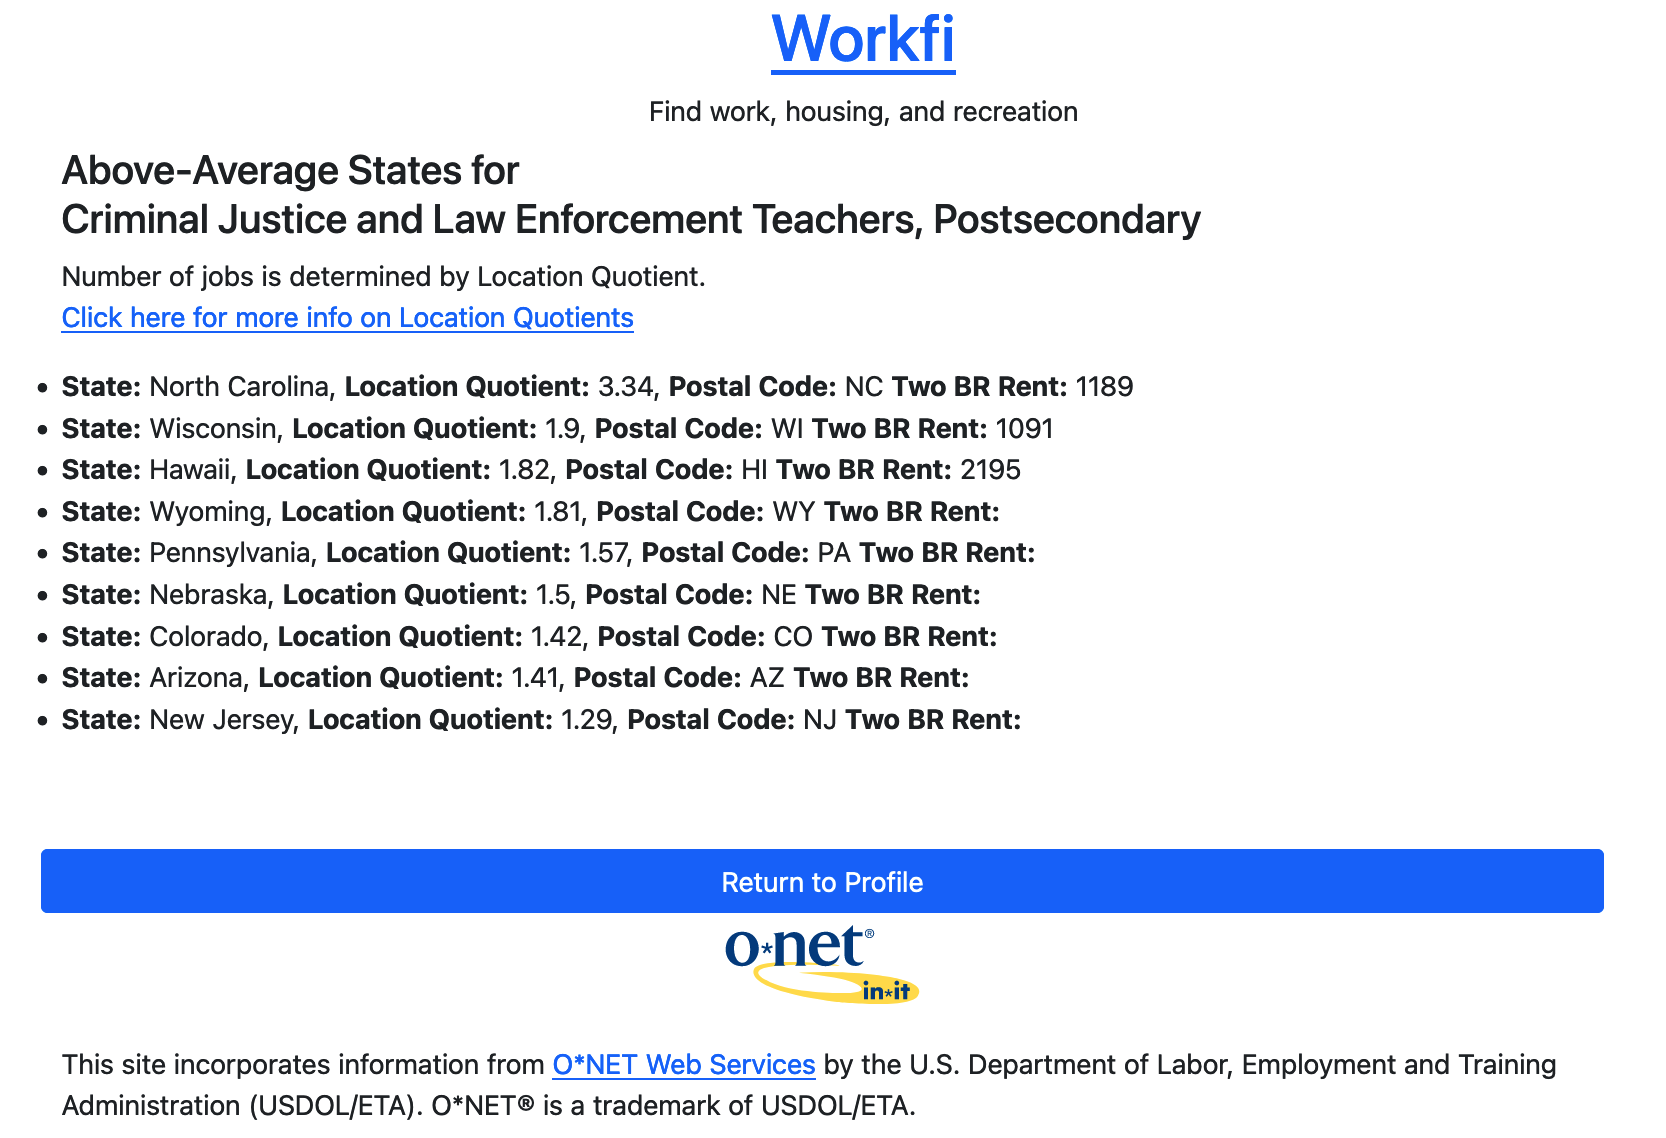 Workfi
Find work, housing, and recreation
Above-Average States for
Criminal Justice and Law Enforcement Teachers, Postsecondary
Number of jobs is determined by Location Quotient.
Click here for more info on Location Quotients
• State: North Carolina, Location Quotient: 3.34, Postal Code: NC Two BR Rent: 1189
• State: Wisconsin, Location Quotient: 1.9, Postal Code: WI Two BR Rent: 1091
• State: Hawaii, Location Quotient: 1.82, Postal Code: HI Two BR Rent: 2195
• State: Wyoming, Location Quotient: 1.81, Postal Code: WY Two BR Rent:
• State: Pennsylvania, Location Quotient: 1.57, Postal Code: PA Two BR Rent:
• State: Nebraska, Location Quotient: 1.5, Postal Code: NE Two BR Rent:
• State: Colorado, Location Quotient: 1.42, Postal Code: CO Two BR Rent:
• State: Arizona, Location Quotient: 1.41, Postal Code: AZ Two BR Rent:
• State: New Jersey, Location Quotient: 1.29, Postal Code: NJ Two BR Rent:
Return to Profile
o*net®
in*it
This site incorporates information from O*NET Web Services by the U.S. Department of Labor, Employment and Training
Administration (USDOL/ETA). O*NET® is a trademark of USDOL/ETA.